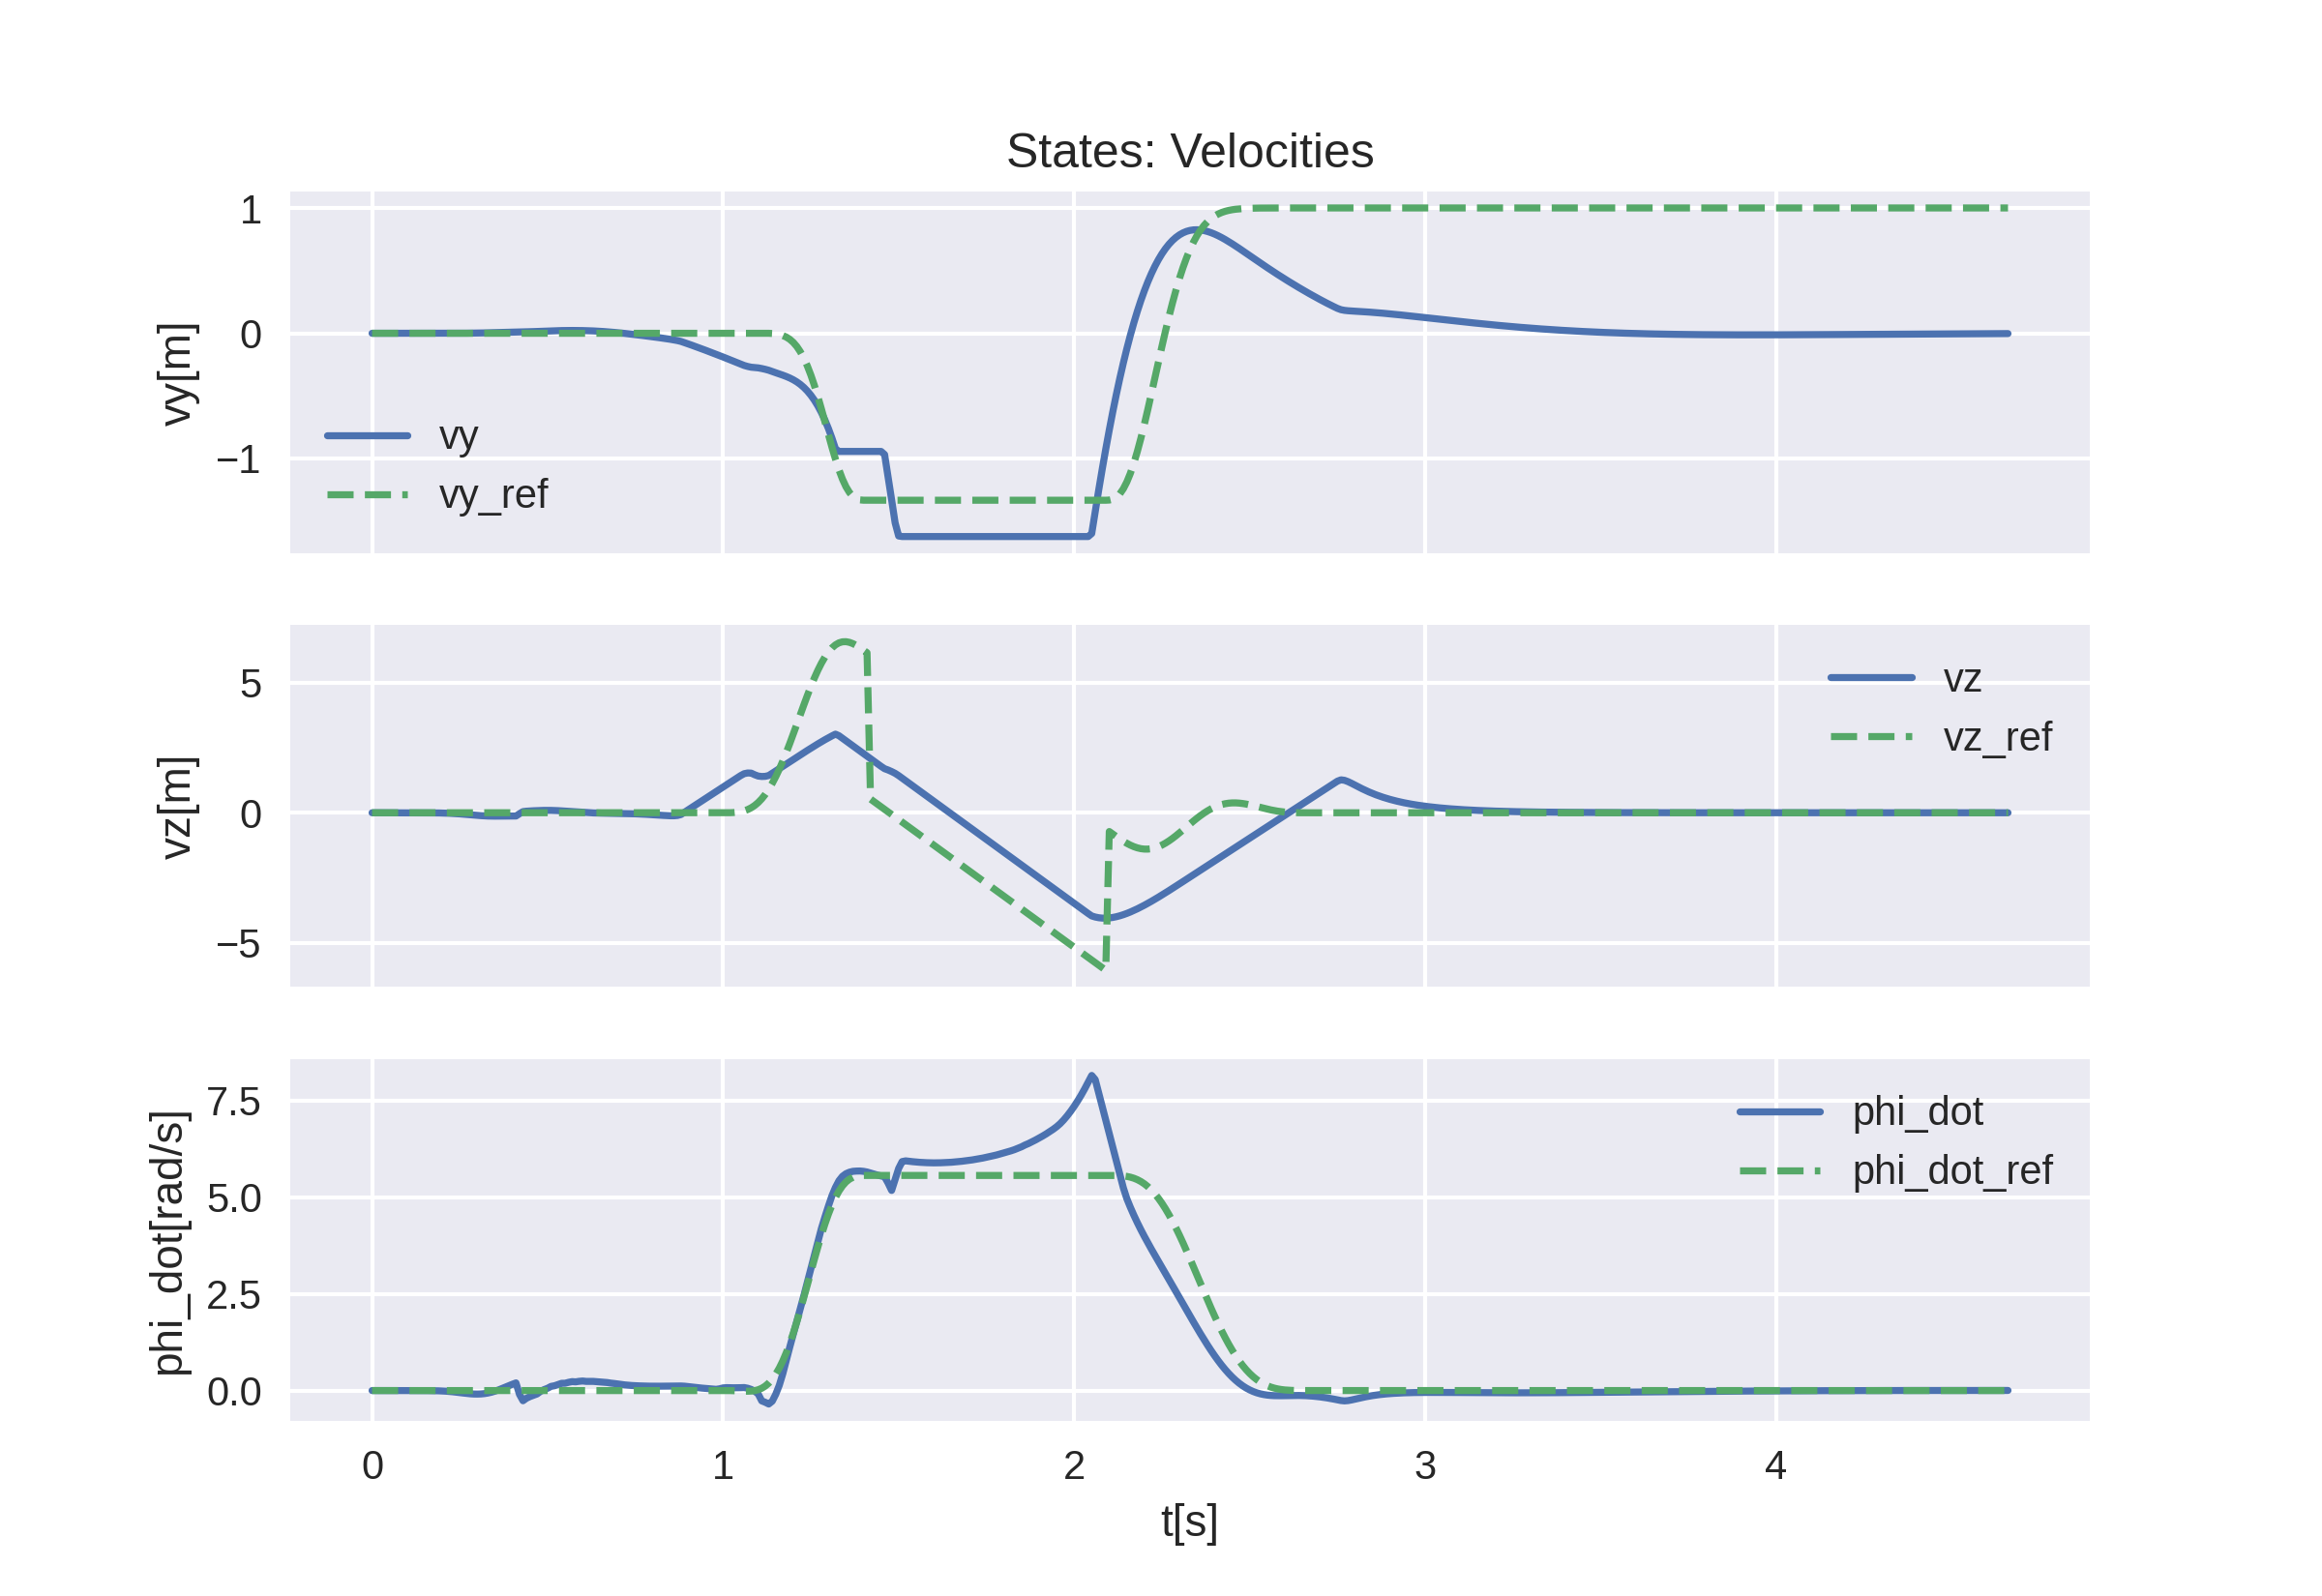 States: Velocities
1
0
−1
vy[m]
vy
vy_ref
5
0
−5
vz[m]
vz
vz_ref
7.5
5.0
2.5
0.0
phi_dot[rad/s]
phi_dot
phi_dot_ref
0 1 2 3 4
t[s]